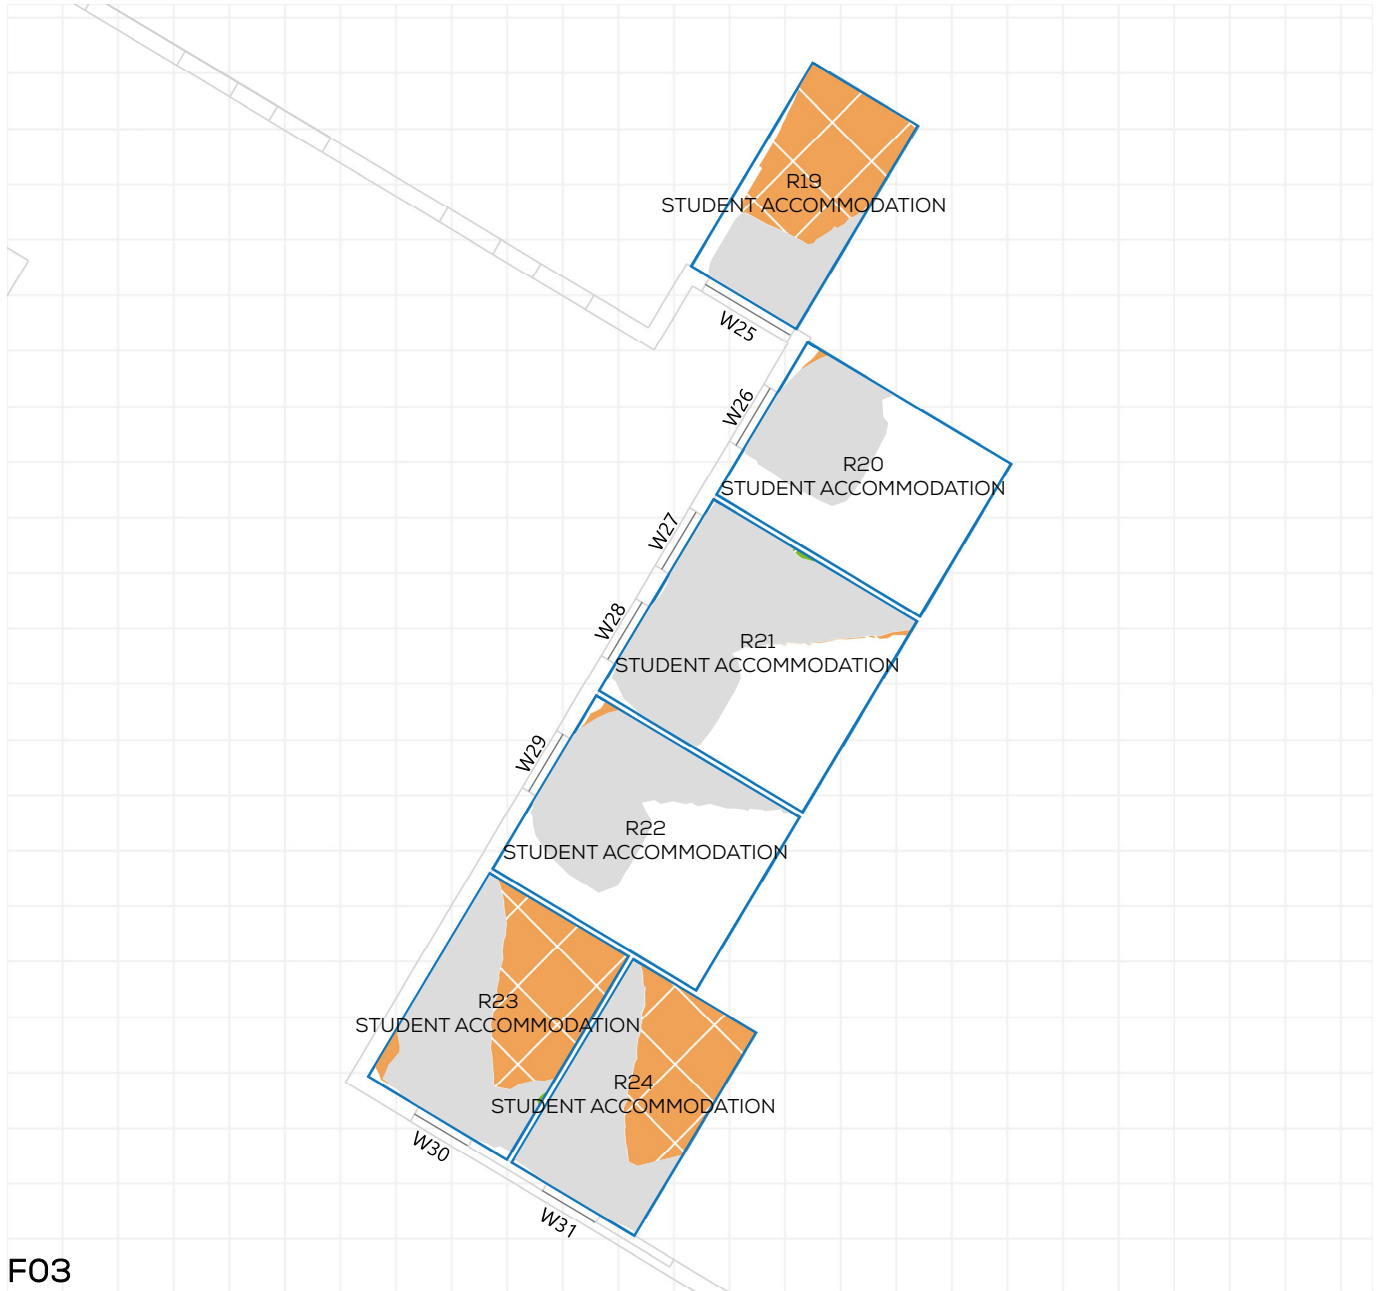 R19
STUDENT ACCOMMODATION
W25
W26
R20
STUDENT ACCOMMODATION
W27
W28
R21
STUDENT ACCOMMODATION
W29
R22
STUDENT ACCOMMODATION
R23
STUDENT ACCOMMODATION
R24
STUDENT ACCOMMODATION
W30
W31
F03